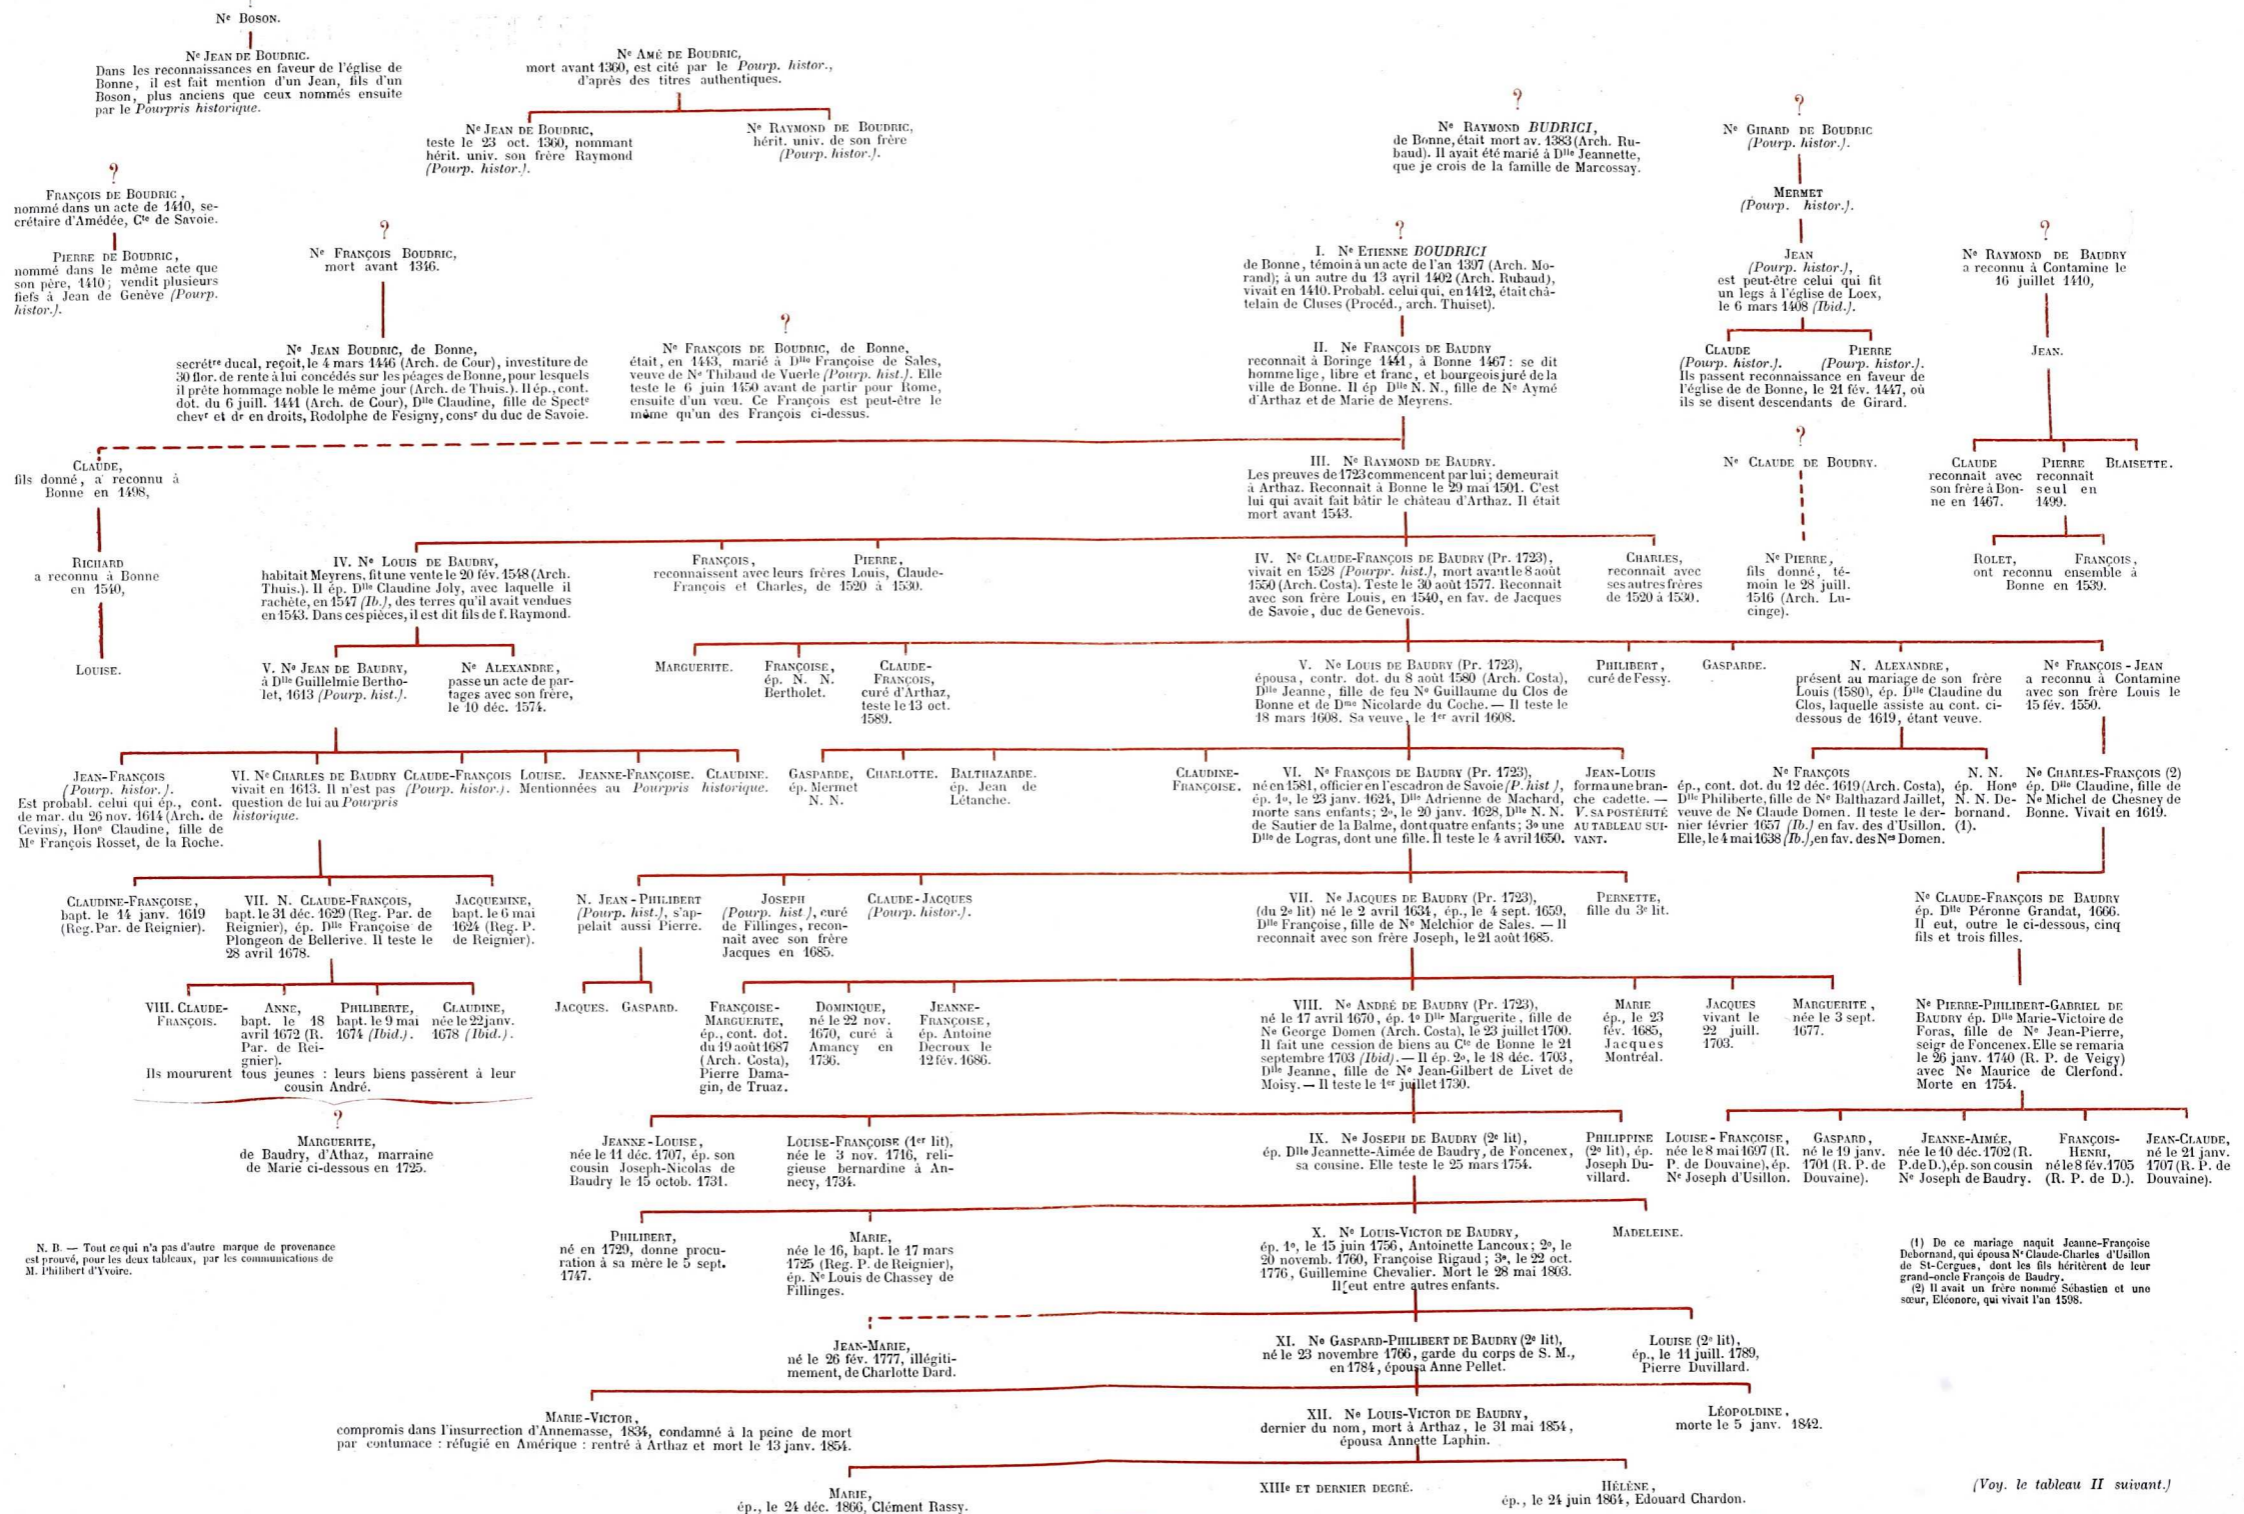 Nᵉ Boson.
Nᵉ Jean de Boudric.
Dans les reconnaissances en faveur de l'église de
Bonne, il est fait mention d'un Jean, fils d'un
Boson, plus anciens que ceux nommés ensuite
par le Pourpris historique.
Nᵉ Amé de Boudric,
mort avant 1360, est cité par le Pourp. histor.,
d'après des titres authentiques.
Nᵉ Jean de Boudric,
teste le 23 oct. 1360, nommant
hérit. univ. son frère Raymond
(Pourp. histor.).
Nᵉ Raymond de Boudric,
hérit. univ. de son frère
(Pourp. histor.).
?
Nᵉ Raymond BUDRICI,
de Bonne, était mort av. 1383 (Arch. Ru-
baud). Il avait été marié à Dˡˡᵉ Jeannette,
que je crois de la famille de Marcossay.
?
Nᵉ Girard de Boudric
(Pourp. histor.).
Mermet
(Pourp. histor.).
Jean
(Pourp. histor.),
est peut-être celui qui fit
un legs à l'église de Loex,
le 6 mars 1408 (Ibid.).
Claude
(Pourp. histor.).
Pierre
(Pourp. histor.).
Ils passent reconnaissance en faveur de
l'église de de Bonne, le 21 fév. 1447, où
ils se disent descendants de Girard.
?
François de Boudric,
nommé dans un acte de 1410, se-
crétaire d'Amédée, Cᵗᵉ de Savoie.
Pierre de Boudric,
nommé dans le même acte que
son père, 1410; vendit plusieurs
fiefs à Jean de Genève (Pourp.
histor.).
?
Nᵉ François Boudric,
mort avant 1346.
Nᵉ Jean Boudric, de Bonne,
secrétʳᵉ ducal, reçoit, le 4 mars 1446 (Arch. de Cour), investiture de
30 flor. de rente à lui concédés sur les péages de Bonne, pour lesquels
il prête hommage noble le même jour (Arch. de Thuis.). Il ép., cont.
dot. du 6 juill. 1441 (Arch. de Cour), Dˡˡᵉ Claudine, fille de Spectᵉ
chevʳ et dʳ en droits, Rodolphe de Fesigny, consʳ du duc de Savoie.
?
Nᵉ François de Boudric, de Bonne,
était, en 1443, marié à Dˡˡᵉ Françoise de Sales,
veuve de Nᵉ Thibaud de Vuerle (Pourp. hist.). Elle
teste le 6 juin 1450 avant de partir pour Rome,
ensuite d'un vœu. Ce François est peut-être le
même qu'un des François ci-dessus.
?
I. Nᵉ Etienne BOUDRICI
de Bonne, témoin à un acte de l'an 1397 (Arch. Mo-
rand); à un autre du 13 avril 1402 (Arch. Rubaud),
vivait en 1410. Probabl. celui qui, en 1412, était châ-
telain de Cluses (Procéd., arch. Thuiset).
II. Nᵉ François de Baudry
reconnait à Boringe 1441, à Bonne 1467: se dit
homme lige, libre et franc, et bourgeois juré de la
ville de Bonne. Il ép Dˡˡᵉ N. N., fille de Nᵉ Aymé
d'Arthaz et de Marie de Meyrens.
?
Nᵉ Raymond de Baudry
a reconnu à Contamine le
16 juillet 1410,
Jean.
Claude
reconnait avec
son frère à Bon-
ne en 1467.
Pierre
reconnait
seul en
1499.
Blaisette.
Rolet,
François,
ont reconnu ensemble à
Bonne en 1539.
Claude,
fils donné, a reconnu à
Bonne en 1498,
Richard
a reconnu à Bonne
en 1540,
Louise.
III. Nᵉ Raymond de Baudry.
Les preuves de 1723 commencent par lui; demeurait
à Arthaz. Reconnait à Bonne le 29 mai 1501. C'est
lui qui avait fait bâtir le château d'Arthaz. Il était
mort avant 1543.
?
Nᵉ Claude de Boudry.
Nᵉ Pierre,
fils donné, té-
moin le 28 juill.
1516 (Arch. Lu-
cinge).
IV. Nᵉ Louis de Baudry,
habitait Meyrens, fit une vente le 20 fév. 1548 (Arch.
Thuis.). Il ép. Dˡˡᵉ Claudine Joly, avec laquelle il
rachète, en 1547 (Ib.), des terres qu'il avait vendues
en 1543. Dans ces pièces, il est dit fils de f. Raymond.
François,
Pierre,
reconnaissent avec leurs frères Louis, Claude-
François et Charles, de 1520 à 1530.
IV. Nᵉ Claude-François de Baudry (Pr. 1723),
vivait en 1528 (Pourpr. hist.), mort avant le 8 août
1550 (Arch. Costa). Teste le 30 août 1577. Reconnait
avec son frère Louis, en 1540, en fav. de Jacques
de Savoie, duc de Genevois.
Charles,
reconnait avec
ses autres frères
de 1520 à 1530.
V. Nᵉ Jean de Baudry,
à Dˡˡᵉ Guillelmie Bertho-
let, 1613 (Pourp. hist.).
Nᵉ Alexandre,
passe un acte de par-
tages avec son frère,
le 10 déc. 1574.
Marguerite.
Françoise,
ép. N. N.
Bertholet.
Claude-
François,
curé d'Arthaz,
teste le 13 oct.
1589.
V. Nᵉ Louis de Baudry (Pr. 1723),
épousa, contr. dot. du 8 août 1580 (Arch. Costa),
Dˡˡᵉ Jeanne, fille de feu Nᵉ Guillaume du Clos de
Bonne et de Dᵐᵉ Nicolarde du Coche. — Il teste le
18 mars 1608. Sa veuve, le 1ᵉʳ avril 1608.
Philibert,
curé de Fessy.
Gasparde.
N. Alexandre,
présent au mariage de son frère
Louis (1580), ép. Dˡˡᵉ Claudine du
Clos, laquelle assiste au cont. ci-
dessous de 1619, étant veuve.
Nᵉ François-Jean
a reconnu à Contamine
avec son frère Louis le
15 fév. 1550.
Jean-François
(Pourp. histor.).
Est probabl. celui qui ép., cont.
de mar. du 26 nov. 1614 (Arch. de
Cevins), Honᵉ Claudine, fille de
Mᵉ François Rosset, de la Roche.
VI. Nᵉ Charles de Baudry
vivait en 1613. Il n'est pas
question de lui au Pourpris
historique.
Claude-François
(Pourp. histor.).
Louise. Jeanne-Françoise. Claudine.
Mentionnées au Pourpris historique.
Gasparde,
ép. Mermet
N. N.
Charlotte.
Balthazarde.
ép. Jean de
Létanche.
Claudine-
Françoise.
VI. Nᵉ François de Baudry (Pr. 1723),
né en 1581, officier en l'escadron de Savoie (P. hist.),
ép. 1º, le 23 janv. 1624, Dˡˡᵉ Adrienne de Machard,
morte sans enfants; 2º, le 20 janv. 1628, Dˡˡᵉ N. N.
de Sautier de la Balme, dont quatre enfants; 3º une
Dˡˡᵉ de Logras, dont une fille. Il teste le 4 avril 1650.
Jean-Louis
forma une bran-
che cadette. —
V. sa postérité
au tableau sui-
vant.
Nᵉ François
ép., cont. dot. du 12 déc. 1619 (Arch. Costa),
Dˡˡᵉ Philiberte, fille de Nᵉ Balthazard Jaillet,
veuve de Nᵉ Claude Domen. Il teste le der-
nier février 1657 (Ib.) en fav. des d'Usillon.
Elle, le 4 mai 1638 (Ib.), en fav. des Nᵉˢ Domen.
N. N.
ép. Honᵉ
N. N. De-
bornand.
(1).
Nᵉ Charles-François (2)
ép. Dˡˡᵉ Claudine, fille de
Nᵉ Michel de Chesney de
Bonne. Vivait en 1619.
Claudine-Françoise,
bapt. le 14 janv. 1619
(Reg. Par. de Reignier).
VII. N. Claude-François,
bapt. le 31 déc. 1629 (Reg. Par. de
Reignier), ép. Dˡˡᵉ Françoise de
Plongeon de Bellerive. Il teste le
28 avril 1678.
Jacquemine,
bapt. le 6 mai
1624 (Reg. P.
de Reignier).
N. Jean-Philibert
(Pourp. hist.), s'ap-
pelait aussi Pierre.
Joseph
(Pourp. hist.), curé
de Fillinges, recon-
nait avec son frère
Jacques en 1685.
Claude-Jacques
(Pourp. histor.).
VII. Nᵉ Jacques de Baudry (Pr. 1723),
(du 2ᵉ lit) né le 2 avril 1634, ép., le 4 sept. 1659,
Dˡˡᵉ Françoise, fille de Nᵉ Melchior de Sales. — Il
reconnait avec son frère Joseph, le 21 août 1685.
Pernette,
fille du 3ᵉ lit.
Nᵉ Claude-François de Baudry
ép. Dˡˡᵉ Péronne Grandat, 1666.
Il eut, outre le ci-dessous, cinq
fils et trois filles.
VIII. Claude-
François.
Anne,
bapt. le 18
avril 1672 (R.
Par. de Rei-
gnier).
Philiberte,
bapt. le 9 mai
1674 (Ibid.).
Claudine,
née le 22 janv.
1678 (Ibid.).
Ils moururent tous jeunes: leurs biens passèrent à leur
cousin André.
Jacques. Gaspard.
Françoise-
Marguerite,
ép., cont. dot.
du 19 août 1687
(Arch. Costa),
Pierre Dama-
gin, de Truaz.
Dominique,
né le 22 nov.
1670, curé à
Amancy en
1736.
Jeanne-
Françoise,
ép. Antoine
Decroux le
12 fév. 1686.
VIII. Nᵉ André de Baudry (Pr. 1723),
né le 17 avril 1670, ép. 1º Dˡˡᵉ Marguerite, fille de
Nᵉ George Domen (Arch. Costa), le 23 juillet 1700.
Il fait une cession de biens au Cᵗᵉ de Bonne le 21
septembre 1703 (Ibid). — Il ép. 2º, le 18 déc. 1703,
Dˡˡᵉ Jeanne, fille de Nᵉ Jean-Gilbert de Livet de
Moisy. — Il teste le 1ᵉʳ juillet 1730.
Marie
ép., le 23
fév. 1685,
Jacques
Montréal.
Jacques
vivant le
22 juill.
1703.
Marguerite,
née le 3 sept.
1677.
Nᵉ Pierre-Philibert-Gabriel de
Baudry ép. Dˡˡᵉ Marie-Victoire de
Foras, fille de Nᵉ Jean-Pierre,
seigʳ de Foncenex. Elle se remaria
le 26 janv. 1740 (R. P. de Veigy)
avec Nᵉ Maurice de Clerfond.
Morte en 1754.
?
Marguerite,
de Baudry, d'Athaz, marraine
de Marie ci-dessous en 1725.
Jeanne-Louise,
née le 11 déc. 1707, ép. son
cousin Joseph-Nicolas de
Baudry le 15 octob. 1731.
Louise-Françoise (1ᵉʳ lit),
née le 3 nov. 1716, reli-
gieuse bernardine à An-
necy, 1734.
IX. Nᵉ Joseph de Baudry (2ᵉ lit),
ép. Dˡˡᵉ Jeannette-Aimée de Baudry, de Foncenex,
sa cousine. Elle teste le 25 mars 1754.
Philippine
(2ᵉ lit), ép.
Joseph Du-
villard.
Louise-Françoise,
née le 8 mai 1697 (R.
P. de Douvaine), ép.
Nᵉ Joseph d'Usillon.
Gaspard,
né le 19 janv.
1701 (R. P. de
Douvaine).
Jeanne-Aimée,
née le 10 déc. 1702 (R.
P. de D.), ép. son cousin
Nᵉ Joseph de Baudry.
François-
Henri,
né le 8 fév. 1705
(R. P. de D.).
Jean-Claude,
né le 21 janv.
1707 (R. P. de
Douvaine).
Philibert,
né en 1729, donne procu-
ration à sa mère le 5 sept.
1747.
Marie,
née le 16, bapt. le 17 mars
1725 (Reg. P. de Reignier),
ép. Nᵉ Louis de Chassey de
Fillinges.
X. Nᵉ Louis-Victor de Baudry,
ép. 1º, le 15 juin 1756, Antoinette Lancoux; 2º, le
20 novemb. 1760, Françoise Rigaud; 3º, le 22 oct.
1776, Guillemine Chevalier. Mort le 28 mai 1803.
Il eut entre autres enfants.
Madeleine.
N. B. — Tout ce qui n'a pas d'autre marque de provenance
est prouvé, pour les deux tableaux, par les communications de
M. Philibert d'Yvoire.
(1) De ce mariage naquit Jeanne-Françoise
Debornand, qui épousa Nᵉ Claude-Charles d'Usillon
de St-Cergues, dont les fils héritèrent de leur
grand-oncle François de Baudry.
(2) Il avait un frère nommé Sébastien et une
sœur, Eléonore, qui vivait l'an 1598.
Jean-Marie,
né le 26 fév. 1777, illégiti-
mement, de Charlotte Dard.
XI. Nᵉ Gaspard-Philibert de Baudry (2ᵉ lit),
né le 23 novembre 1766, garde du corps de S. M.,
en 1784, épousa Anne Pellet.
Louise (2ᵉ lit),
ép., le 11 juill. 1789,
Pierre Duvillard.
Marie-Victor,
compromis dans l'insurrection d'Annemasse, 1834, condamné à la peine de mort
par contumace: réfugié en Amérique: rentré à Arthaz et mort le 13 janv. 1854.
XII. Nᵉ Louis-Victor de Baudry,
dernier du nom, mort à Arthaz, le 31 mai 1854,
épousa Annette Laphin.
Léopoldine,
morte le 5 janv. 1842.
Marie,
ép., le 24 déc. 1866, Clément Rassy.
XIIIᵉ et dernier degré.
Hélène,
ép., le 24 juin 1864, Edouard Chardon.
(Voy. le tableau II suivant.)